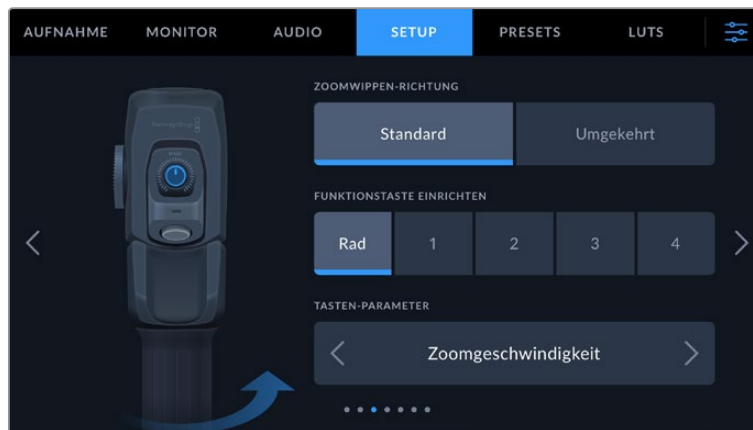 AUFNAHME MONITOR AUDIO SETUP PRESETS LUTS
ZOOMWIPPEN-RICHTUNG
Standard Umgekehrt
FUNKTIONSTASTE EINRICHTEN
Rad 1 2 3 4
TASTEN-PARAMETER
Zoomgeschwindigkeit